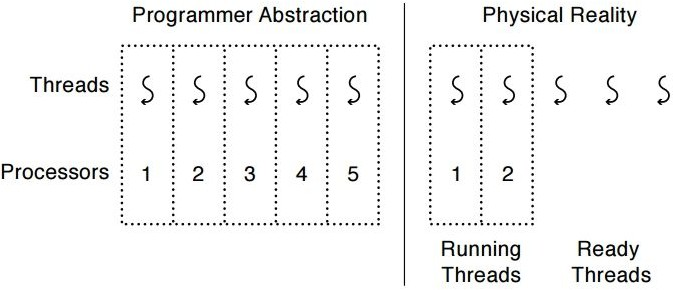 Programmer Abstraction
Physical Reality
Threads
Processors 1 2 3 4 5
1 2
Running
Threads
Ready
Threads